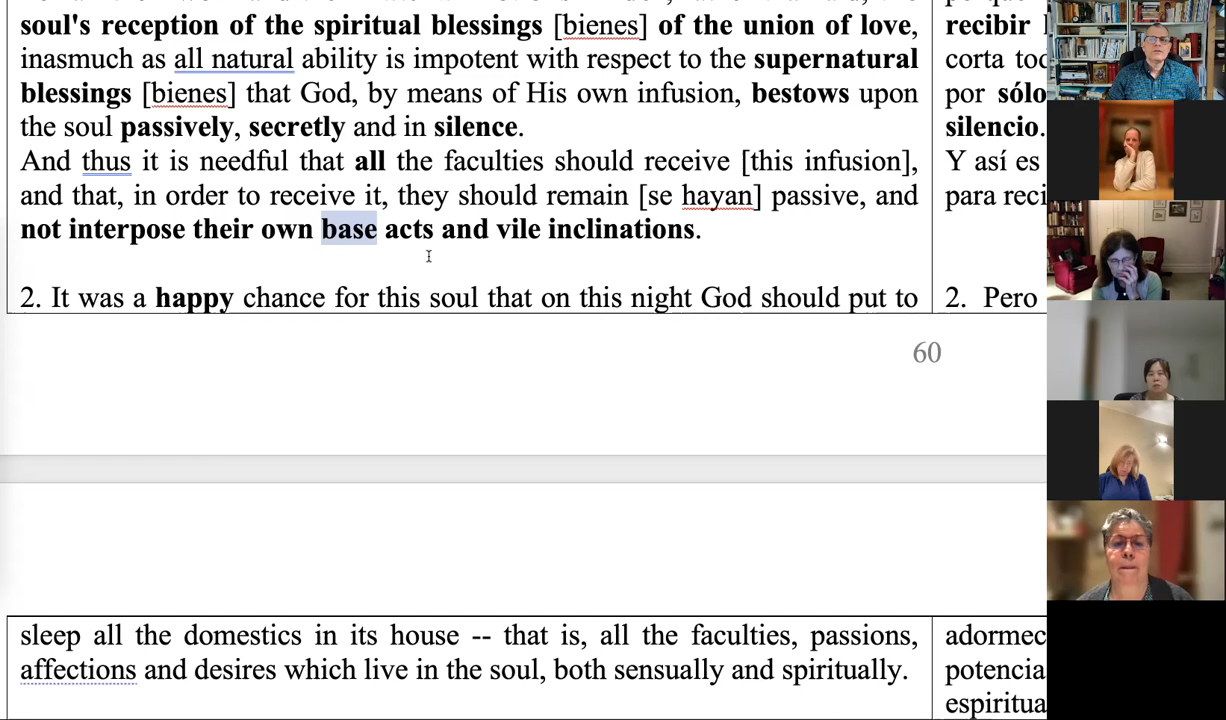 soul's reception of the spiritual blessings [bienes] of the union of love,
inasmuch as all natural ability is impotent with respect to the supernatural
blessings [bienes] that God, by means of His own infusion, bestows upon
the soul passively, secretly and in silence.
And thus it is needful that all the faculties should receive [this infusion],
and that, in order to receive it, they should remain [se hayan] passive, and
not interpose their own base acts and vile inclinations.
2. It was a happy chance for this soul that on this night God should put to
recibir
corta
por sólo
silencio.
Y así es
para
2. Pero
60
sleep all the domestics in its house -- that is, all the faculties, passions,
affections and desires which live in the soul, both sensually and spiritually.